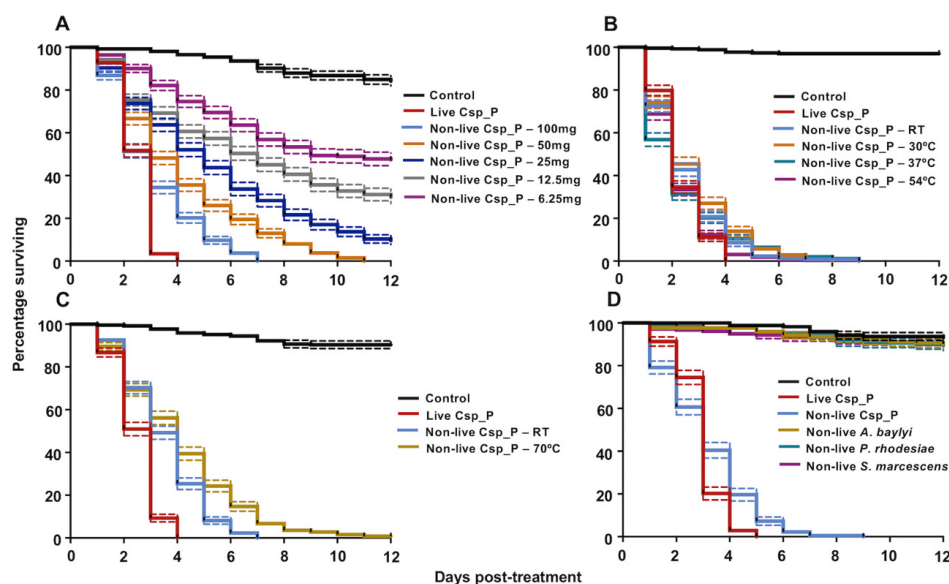 A
100
80
60
40
20
0
0 2 4 6 8 10 12
Control
Live Csp_P
Non-live Csp_P – 100mg
Non-live Csp_P – 50mg
Non-live Csp_P – 25mg
Non-live Csp_P – 12.5mg
Non-live Csp_P – 6.25mg
B
100
80
60
40
20
0
0 2 4 6 8 10 12
Control
Live Csp_P
Non-live Csp_P – RT
Non-live Csp_P – 30ºC
Non-live Csp_P – 37ºC
Non-live Csp_P – 54ºC
Percentage surviving
C
100
80
60
40
20
0
0 2 4 6 8 10 12
Control
Live Csp_P
Non-live Csp_P – RT
Non-live Csp_P – 70ºC
D
100
80
60
40
20
0
0 2 4 6 8 10 12
Control
Live Csp_P
Non-live Csp_P
Non-live A. baylyi
Non-live P. rhodesiae
Non-live S. marcescens
Days post-treatment